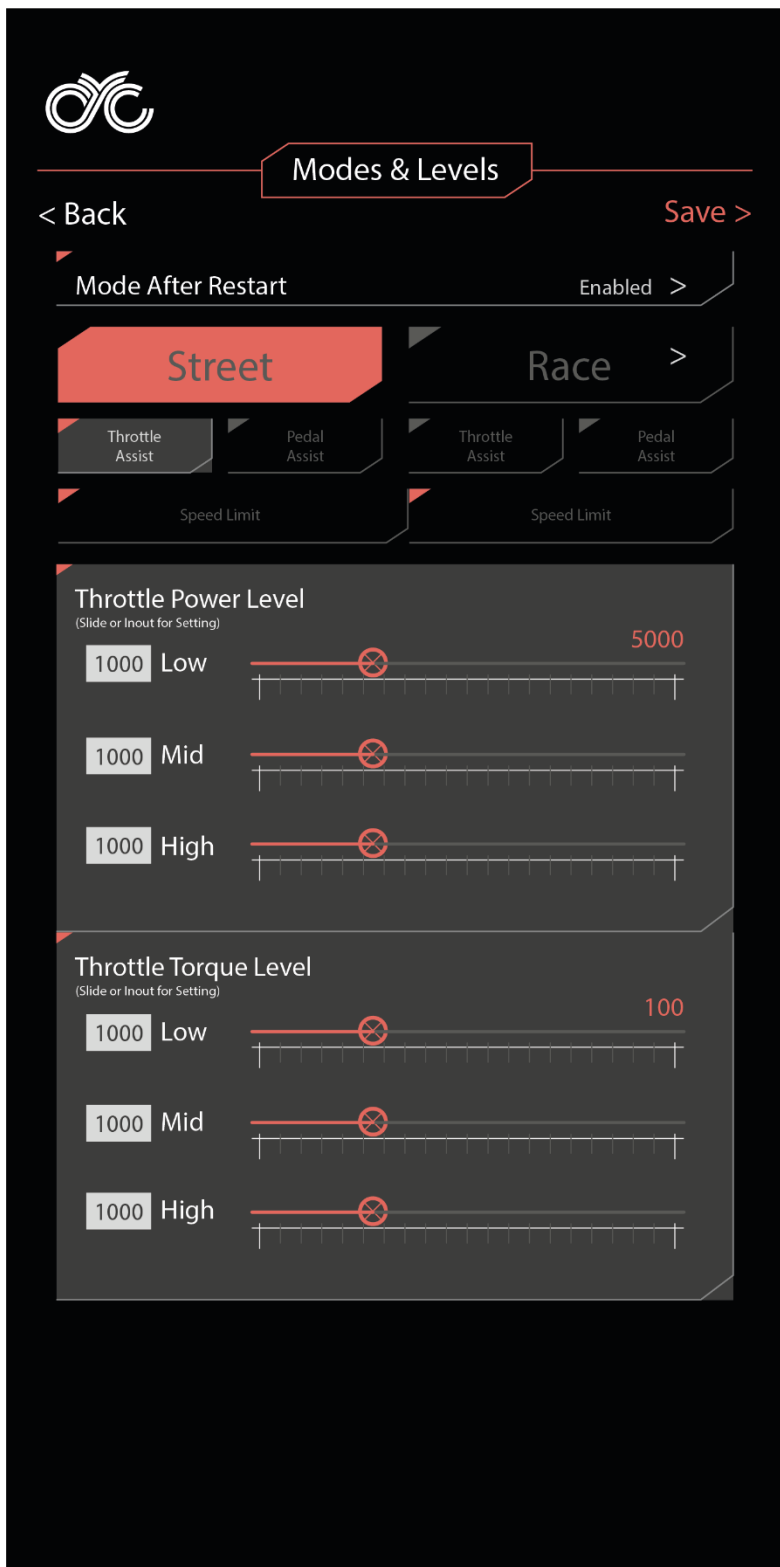 CYC
Modes & Levels
< Back
Save >
Mode After Restart
Enabled >
Street
Race >
Throttle
Assist
Pedal
Assist
Throttle
Assist
Pedal
Assist
Speed Limit
Speed Limit
Throttle Power Level
(Slide or Inout for Setting)
5000
1000 Low
1000 Mid
1000 High
Throttle Torque Level
(Slide or Inout for Setting)
100
1000 Low
1000 Mid
1000 High